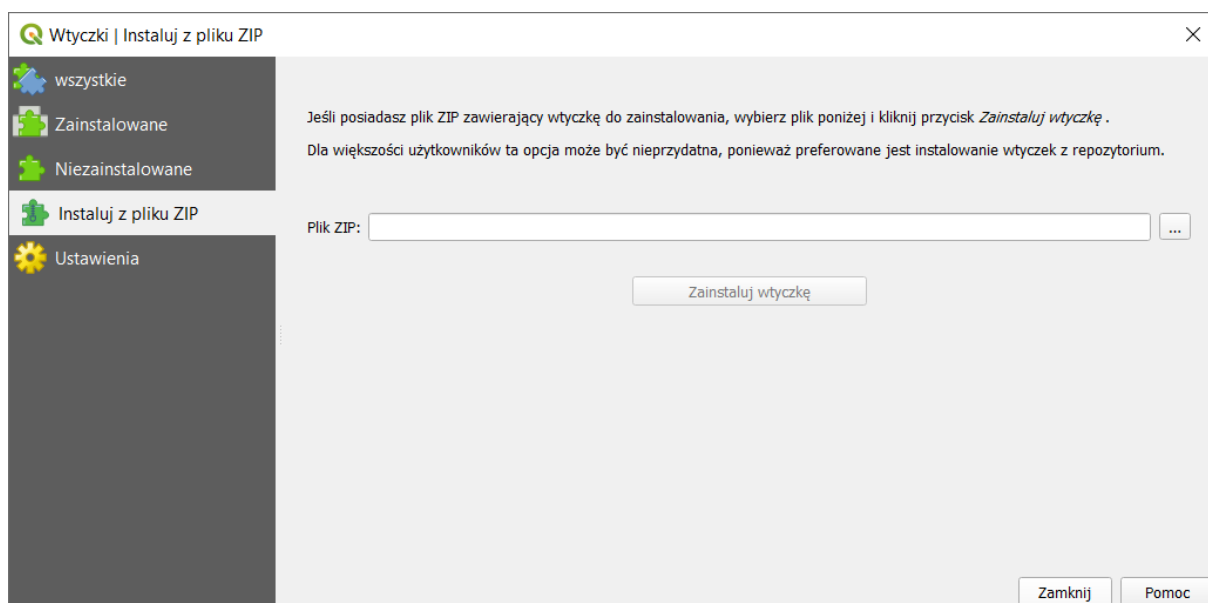 Wtyczki | Instaluj z pliku ZIP
wszystkie
Zainstalowane
Niezainstalowane
Instaluj z pliku ZIP
Ustawienia
Jeśli posiadasz plik ZIP zawierający wtyczkę do zainstalowania, wybierz plik poniżej i kliknij przycisk Zainstaluj wtyczkę .
Dla większości użytkowników ta opcja może być nieprzydatna, ponieważ preferowane jest instalowanie wtyczek z repozytorium.
Plik ZIP:
...
Zainstaluj wtyczkę
Zamknij
Pomoc